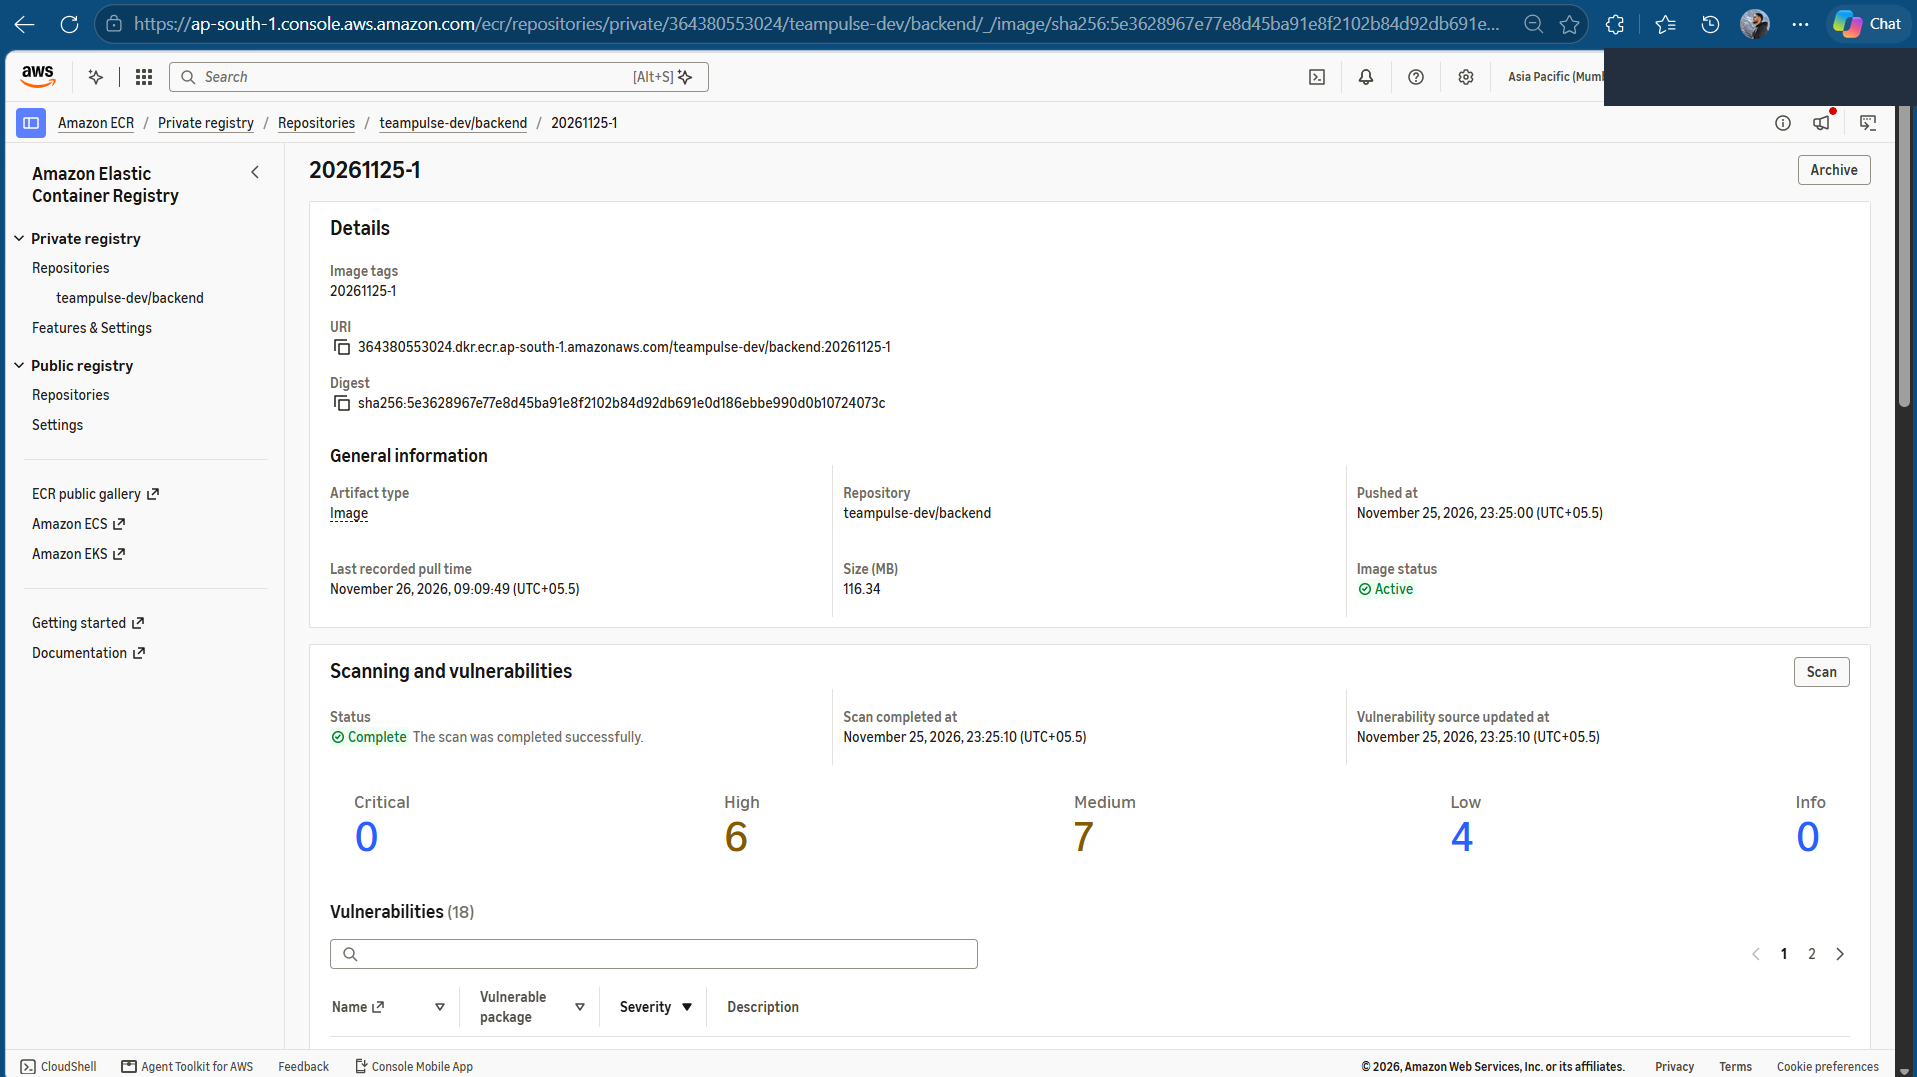 https://ap-south-1.console.aws.amazon.com/ecr/repositories/private/364380553024/teampulse-dev/backend/_/image/sha256:5e3628967e77e8d45ba91e8f2102b84d92db691e...
Chat
aws
Search
[Alt+S]
Asia Pacific (Mum
Amazon ECR / Private registry / Repositories / teampulse-dev/backend / 20261125-1
Amazon Elastic
Container Registry
Private registry
Repositories
teampulse-dev/backend
Features & Settings
Public registry
Repositories
Settings
ECR public gallery
Amazon ECS
Amazon EKS
Getting started
Documentation
20261125-1
Archive
Details
Image tags
20261125-1
URI
364380553024.dkr.ecr.ap-south-1.amazonaws.com/teampulse-dev/backend:20261125-1
Digest
sha256:5e3628967e77e8d45ba91e8f2102b84d92db691e0d186ebbe990d0b10724073c
General information
Artifact type
Image
Repository
teampulse-dev/backend
Pushed at
November 25, 2026, 23:25:00 (UTC+05.5)
Last recorded pull time
November 26, 2026, 09:09:49 (UTC+05.5)
Size (MB)
116.34
Image status
Active
Scanning and vulnerabilities
Scan
Status
Complete The scan was completed successfully.
Scan completed at
November 25, 2026, 23:25:10 (UTC+05.5)
Vulnerability source updated at
November 25, 2026, 23:25:10 (UTC+05.5)
Critical
0
High
6
Medium
7
Low
4
Info
0
Vulnerabilities (18)
1 2
Name
Vulnerable
package
Severity
Description
CloudShell
Agent Toolkit for AWS
Feedback
Console Mobile App
© 2026, Amazon Web Services, Inc. or its affiliates.
Privacy
Terms
Cookie preferences